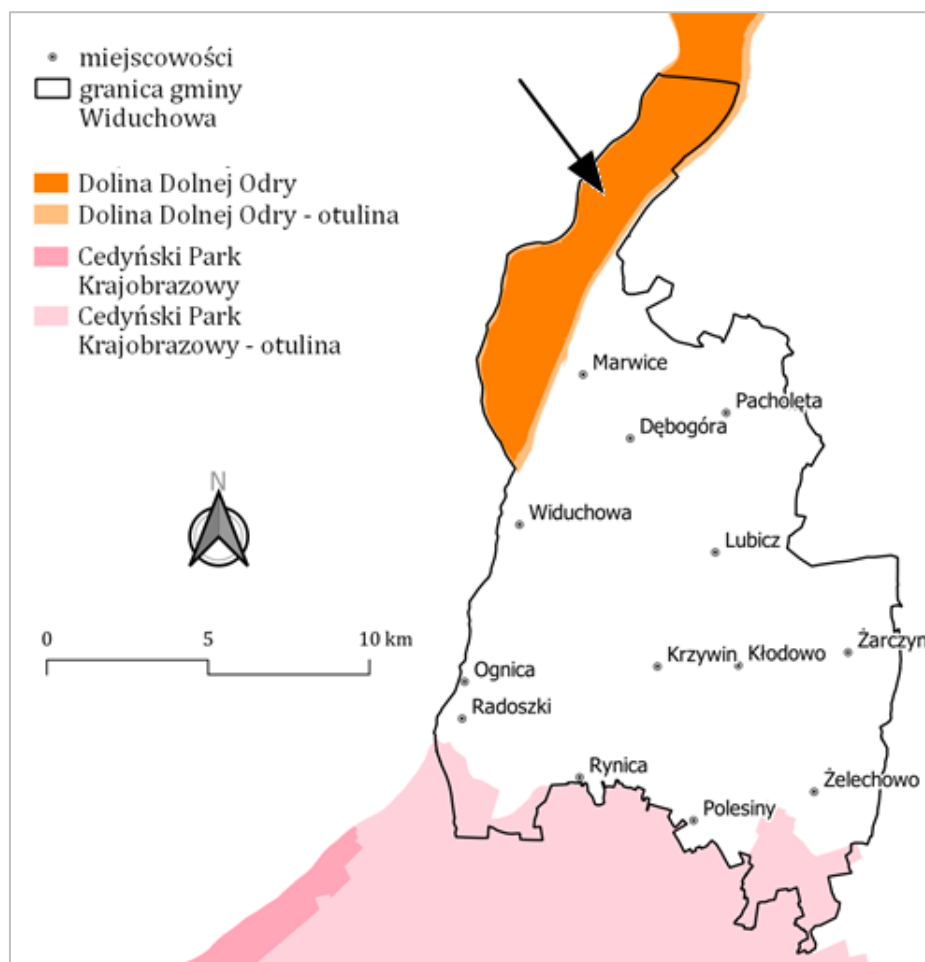 miejscowości
granica gminy
Widuchowa
Dolina Dolnej Odry
Dolina Dolnej Odry - otulina
Cedyński Park
Krajobrazowy
Cedyński Park
Krajobrazowy - otulina
Marwice
Pacholęta
Dębogóra
N
Widuchowa
Lubicz
0 5 10 km
Krzywin
Kłodowo
Żarczyn
Ognica
Radoszki
Rynica
Żelechowo
Polesiny